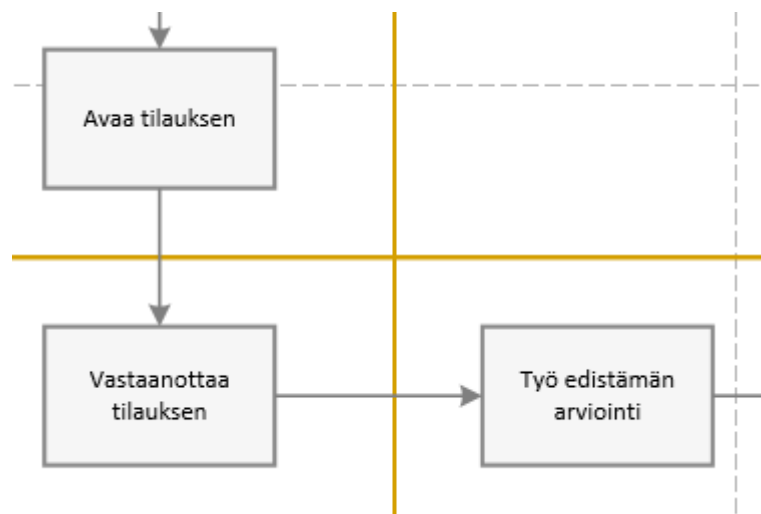 Avaa tilauksen
Vastaanottaa
tilauksen
Työ edistämän
arviointi